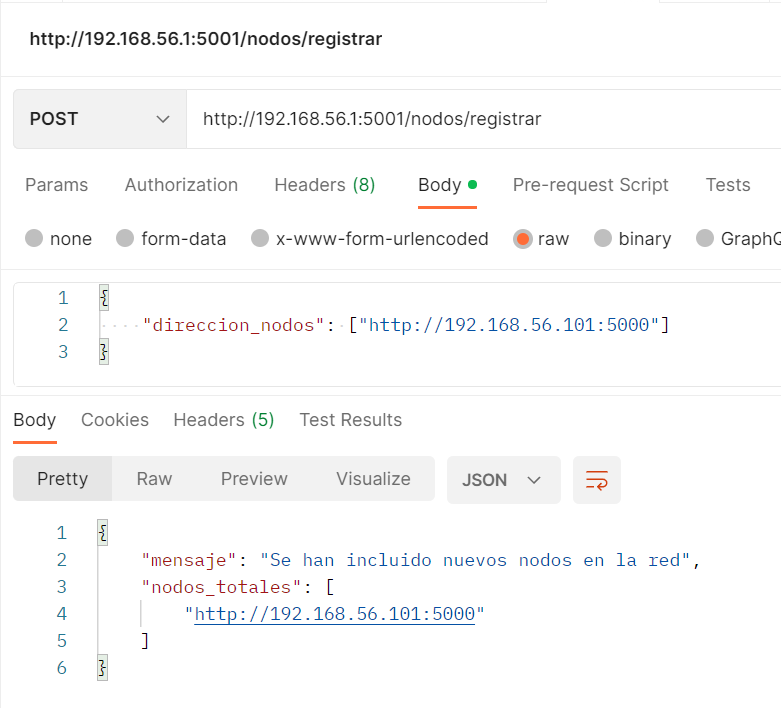 http://192.168.56.1:5001/nodos/registrar
POST http://192.168.56.1:5001/nodos/registrar
Params Authorization Headers (8) Body Pre-request Script Tests
none form-data x-www-form-urlencoded raw binary GraphQ
1 {
2 ····"direccion_nodos":·["http://192.168.56.101:5000"]
3 }
Body Cookies Headers (5) Test Results
Pretty Raw Preview Visualize JSON
1 {
2 "mensaje": "Se han incluido nuevos nodos en la red",
3 "nodos_totales": [
4 "http://192.168.56.101:5000"
5 ]
6 }